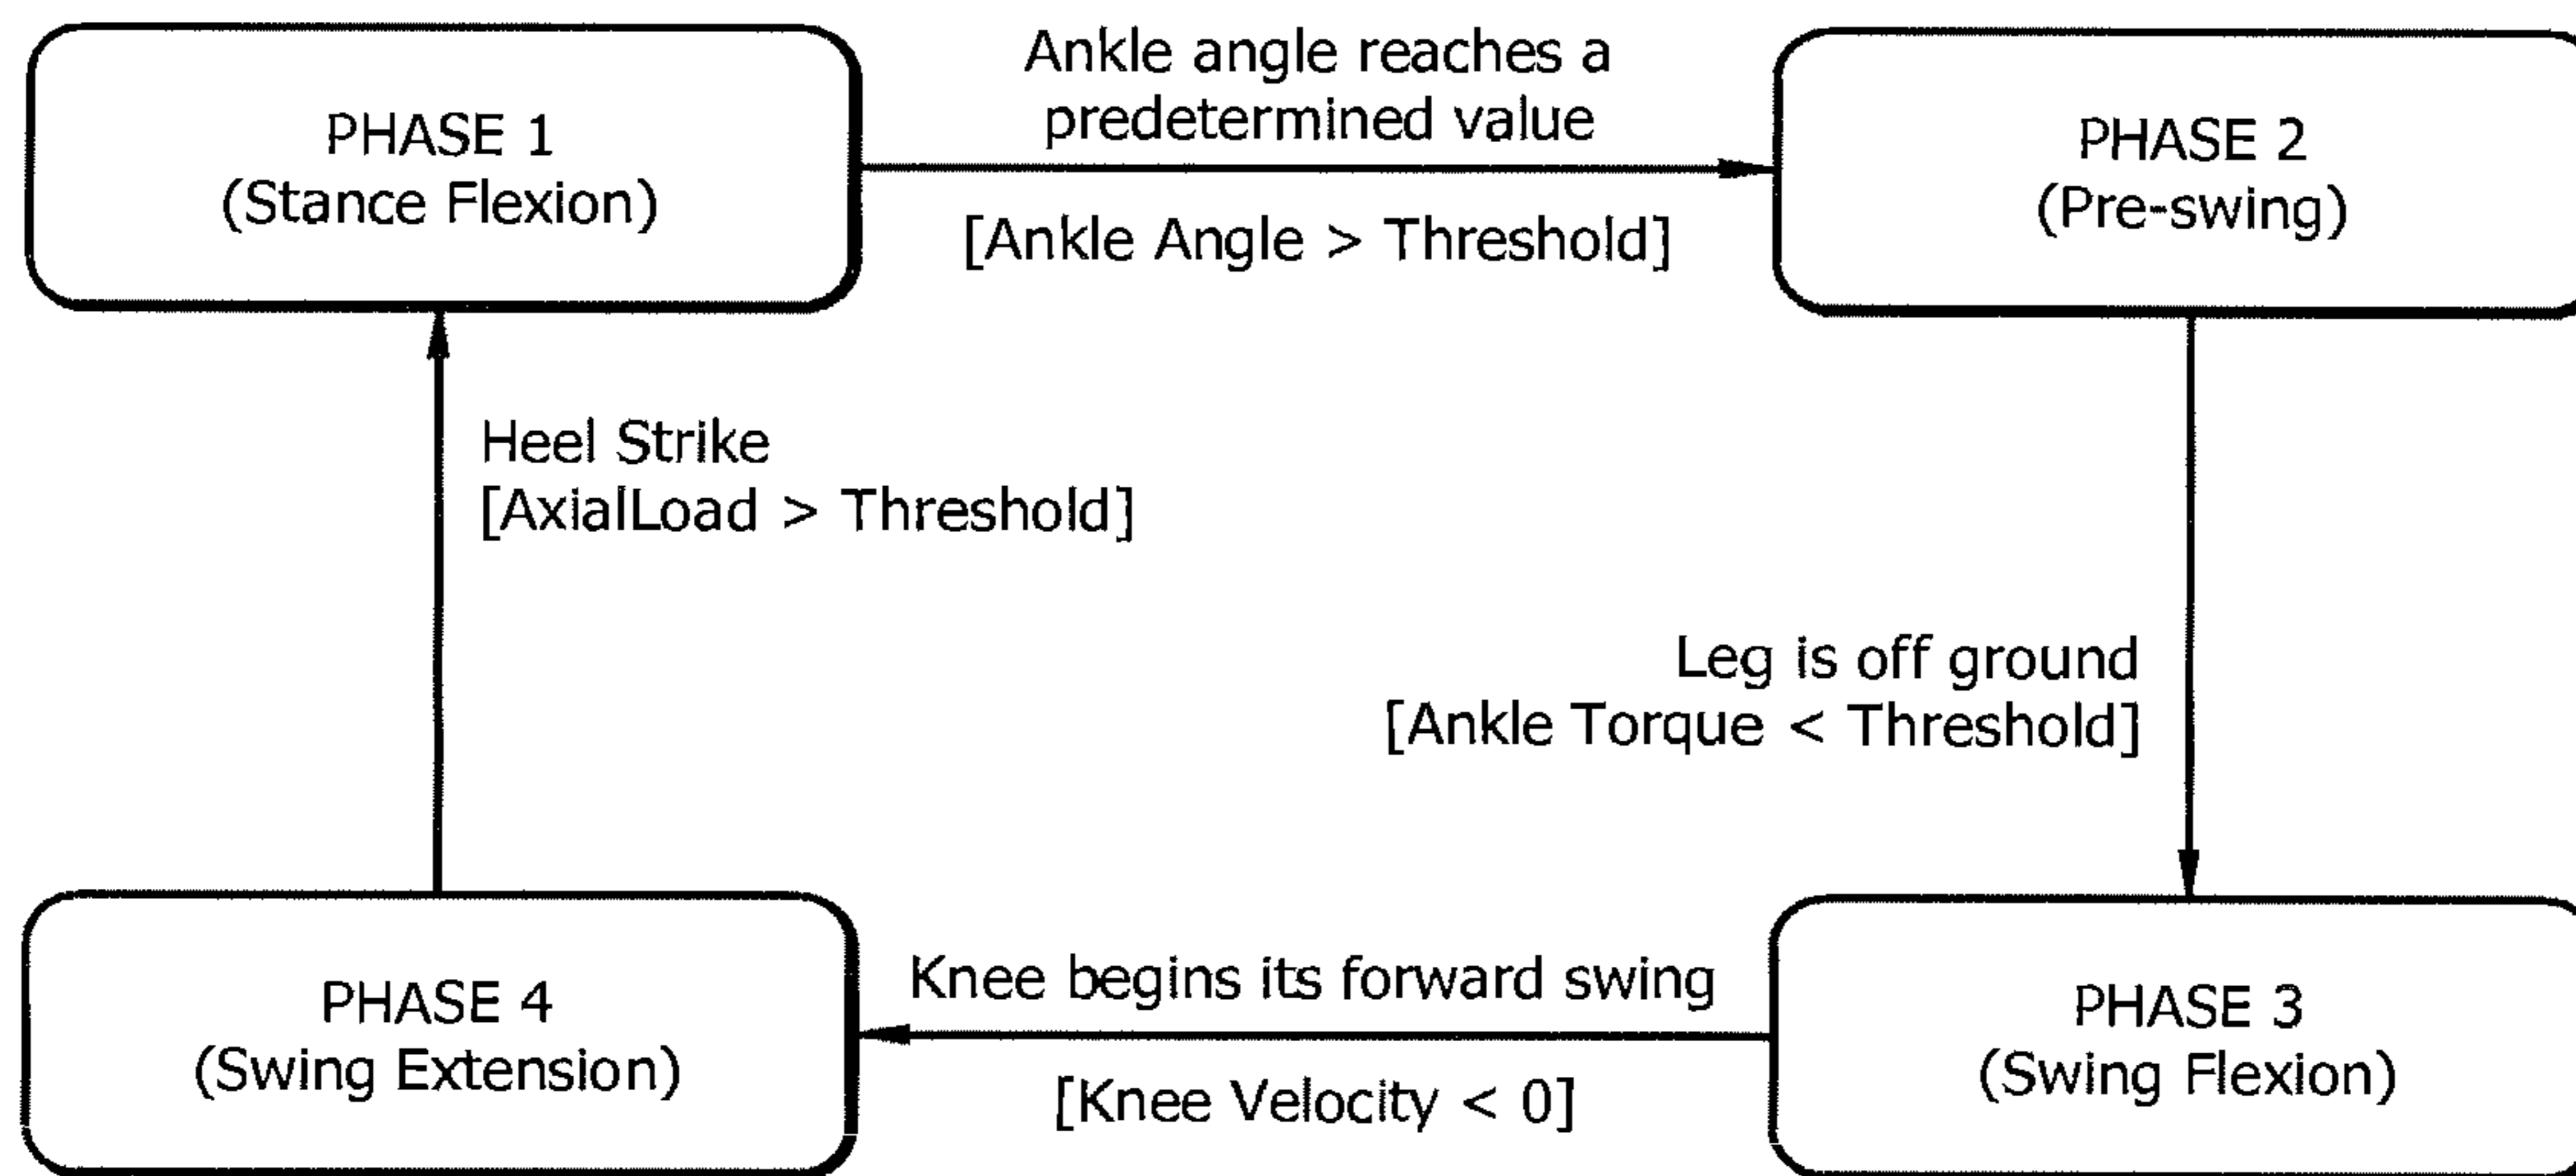 PHASE 1
(Stance Flexion)
Ankle angle reaches a
predetermined value
[Ankle Angle > Threshold]
PHASE 2
(Pre-swing)
Heel Strike
[AxialLoad > Threshold]
Leg is off ground
[Ankle Torque < Threshold]
PHASE 4
(Swing Extension)
Knee begins its forward swing
[Knee Velocity < 0]
PHASE 3
(Swing Flexion)